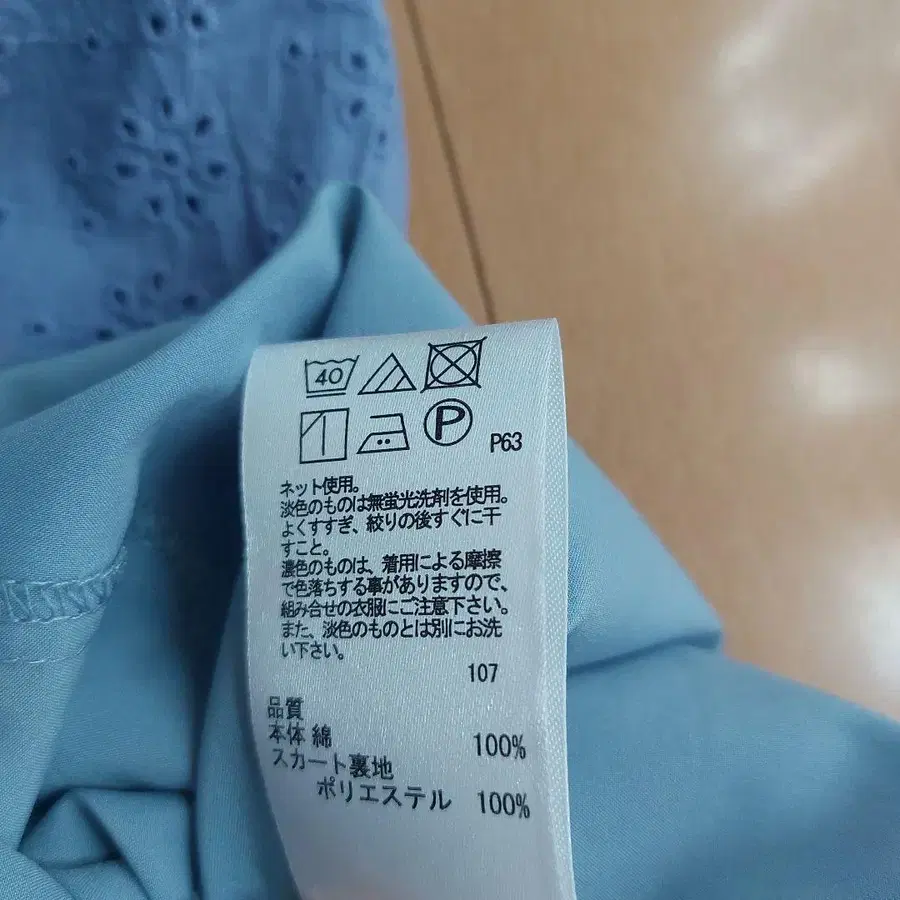 40
P
P63
ネット使用。
淡色のものは無蛍光洗剤を使用。
よくすすぎ、絞りの後すぐに干
すこと。
濃色のものは、着用による摩擦
で色落ちする事がありますので、
組み合せの衣服にご注意下さい。
また、淡色のものとは別にお洗
い下さい。
107
品質
本体 綿 100%
スカート裏地
ポリエステル 100%